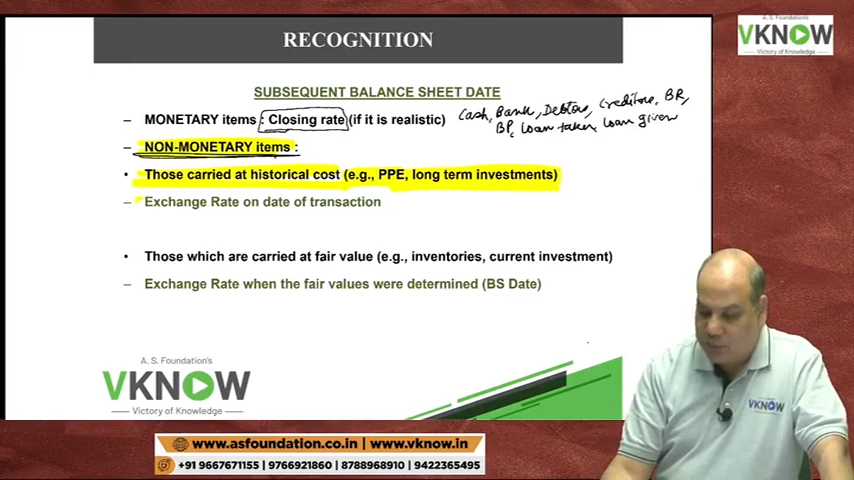 RECOGNITION
A. S. Foundation's
VKNOW
Victory of Knowledge
SUBSEQUENT BALANCE SHEET DATE
– MONETARY items : Closing rate (if it is realistic)
Cash, Bank, Debtors, Creditors, BR,
BP, Loan taken, Loan given
– NON-MONETARY items :
• Those carried at historical cost (e.g., PPE, long term investments)
– Exchange Rate on date of transaction
• Those which are carried at fair value (e.g., inventories, current investment)
– Exchange Rate when the fair values were determined (BS Date)
A. S. Foundation's
VKNOW
Victory of Knowledge
VKNOW
www.asfoundation.co.in | www.vknow.in
+91 9667671155 | 9766921860 | 8788968910 | 9422365495